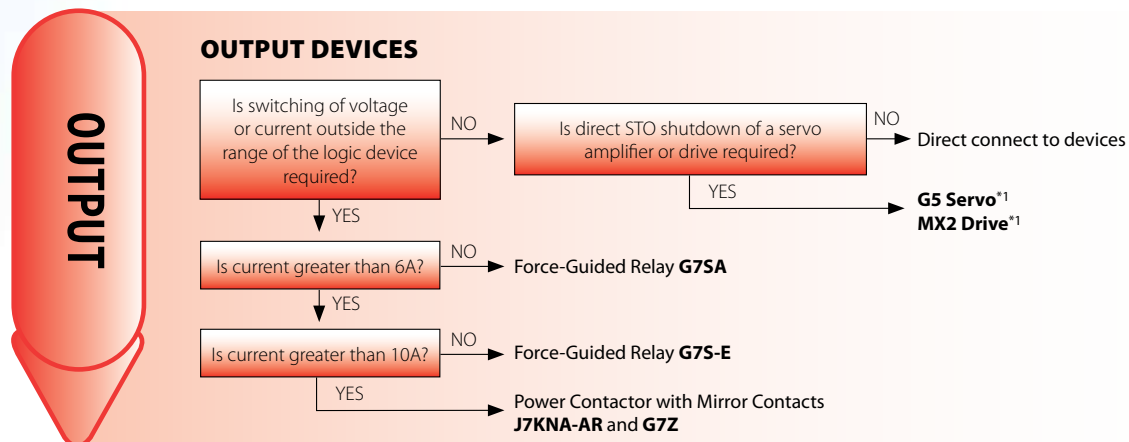 OUTPUT
OUTPUT DEVICES
Is switching of voltage
or current outside the
range of the logic device
required?
NO
Is direct STO shutdown of a servo
amplifier or drive required?
NO
Direct connect to devices
YES
G5 Servo*1
MX2 Drive*1
YES
Is current greater than 6A?
NO
Force-Guided Relay G7SA
YES
Is current greater than 10A?
NO
Force-Guided Relay G7S-E
YES
Power Contactor with Mirror Contacts
J7KNA-AR and G7Z